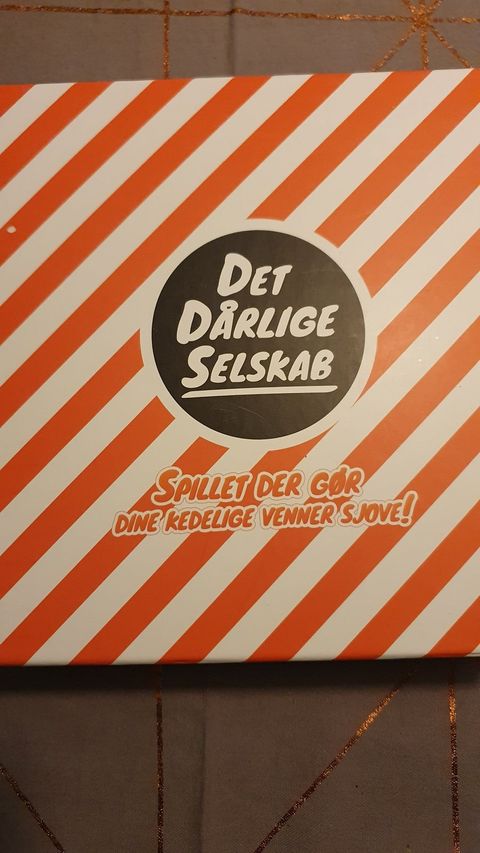 DET
DÅRLIGE
SELSKAB
SPILLET DER GØR
DINE KEDELIGE VENNER SJOVE!